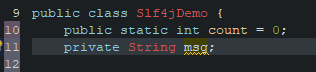 9 public class Slf4jDemo {
10 public static int count = 0;
11 private String msg;
12